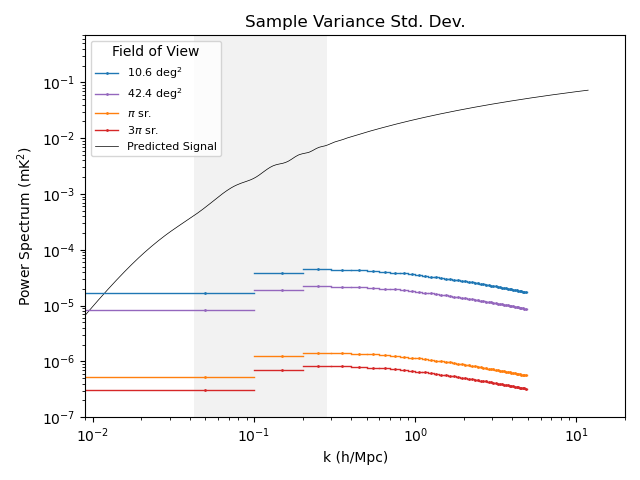 Sample Variance Std. Dev.
Field of View
10.6 deg²
42.4 deg²
π sr.
3π sr.
Predicted Signal
Power Spectrum (mK²)
10⁻¹
10⁻²
10⁻³
10⁻⁴
10⁻⁵
10⁻⁶
10⁻⁷
10⁻² 10⁻¹ 10⁰ 10¹
k (h/Mpc)